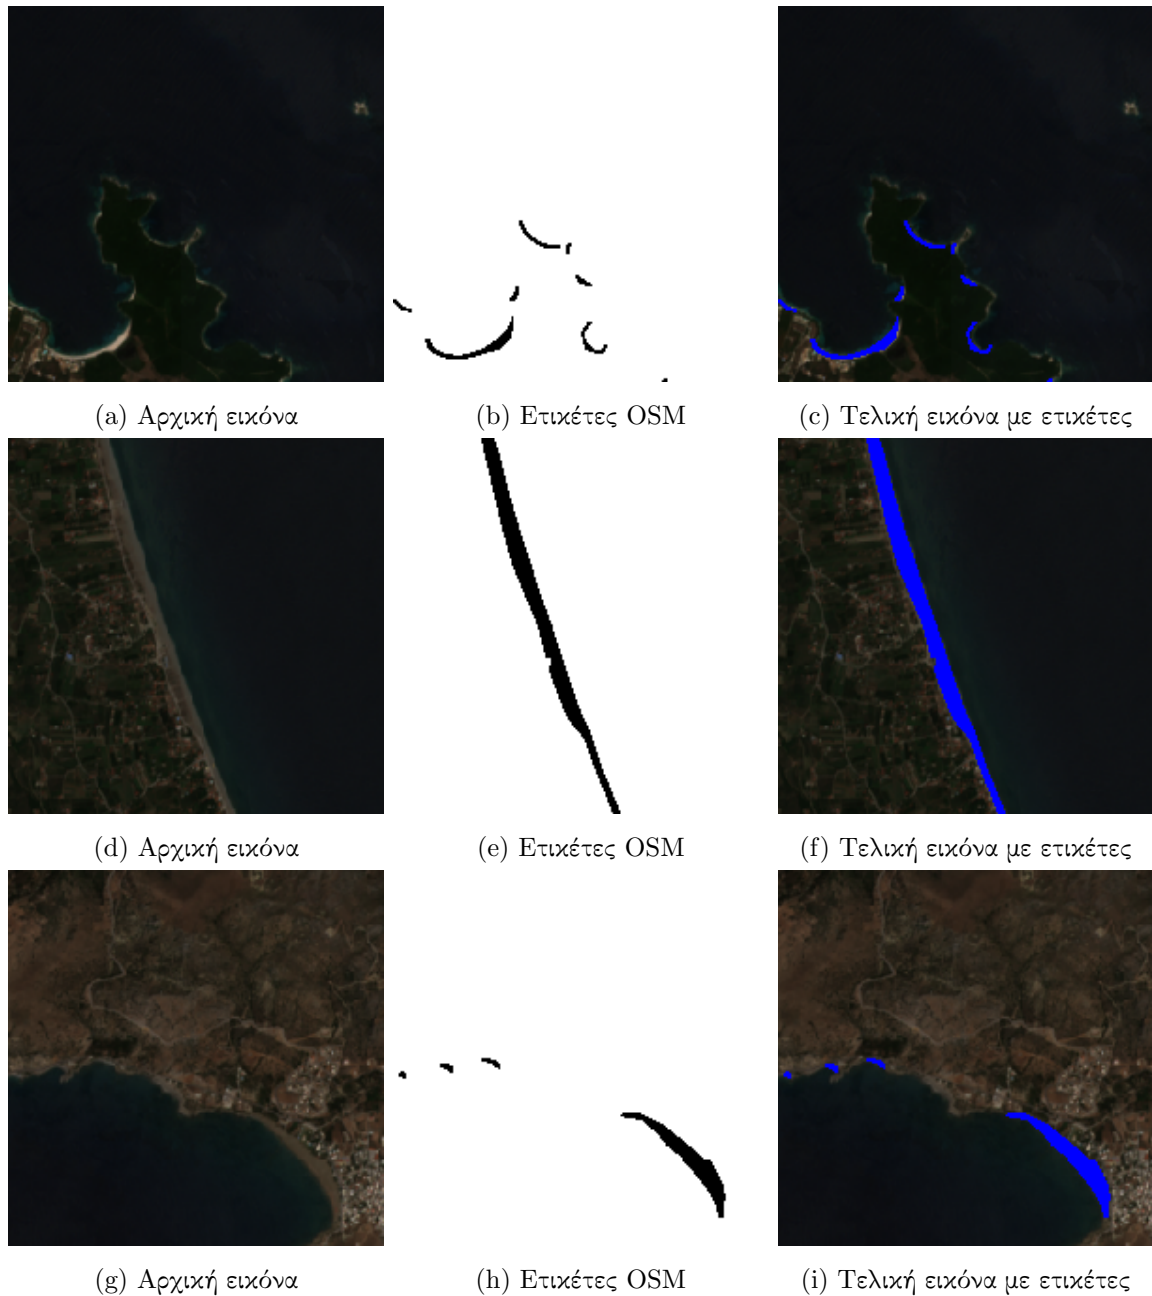 (a) Αρχική εικόνα
(b) Ετικέτες OSM
(c) Τελική εικόνα με ετικέτες
(d) Αρχική εικόνα
(e) Ετικέτες OSM
(f) Τελική εικόνα με ετικέτες
(g) Αρχική εικόνα
(h) Ετικέτες OSM
(i) Τελική εικόνα με ετικέτες